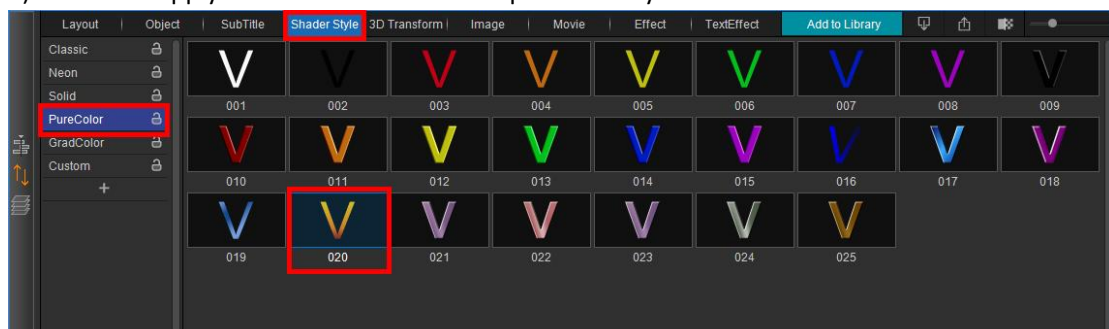 Layout Object SubTitle Shader Style 3D Transform Image Movie Effect TextEffect Add to Library
Classic
Neon
Solid
PureColor
GradColor
Custom
+
V V V V V V V V V
001 002 003 004 005 006 007 008 009
V V V V V V V V V
010 011 012 013 014 015 016 017 018
V V V V V V V
019 020 021 022 023 024 025